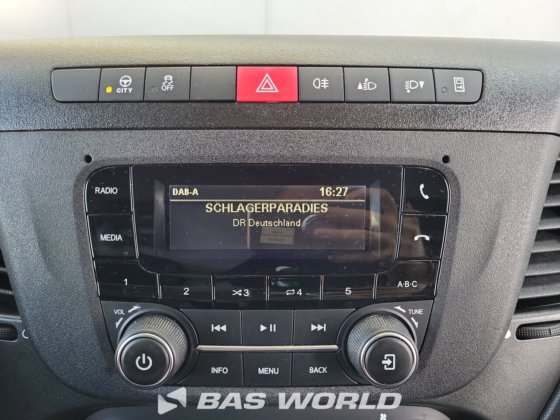 CITY OFF
RADIO DAB-A 16:27
SCHLAGERPARADIES
DR Deutschland
MEDIA
1 2 3 4 5 A·B·C
VOL TUNE
INFO MENU BACK
BAS WORLD